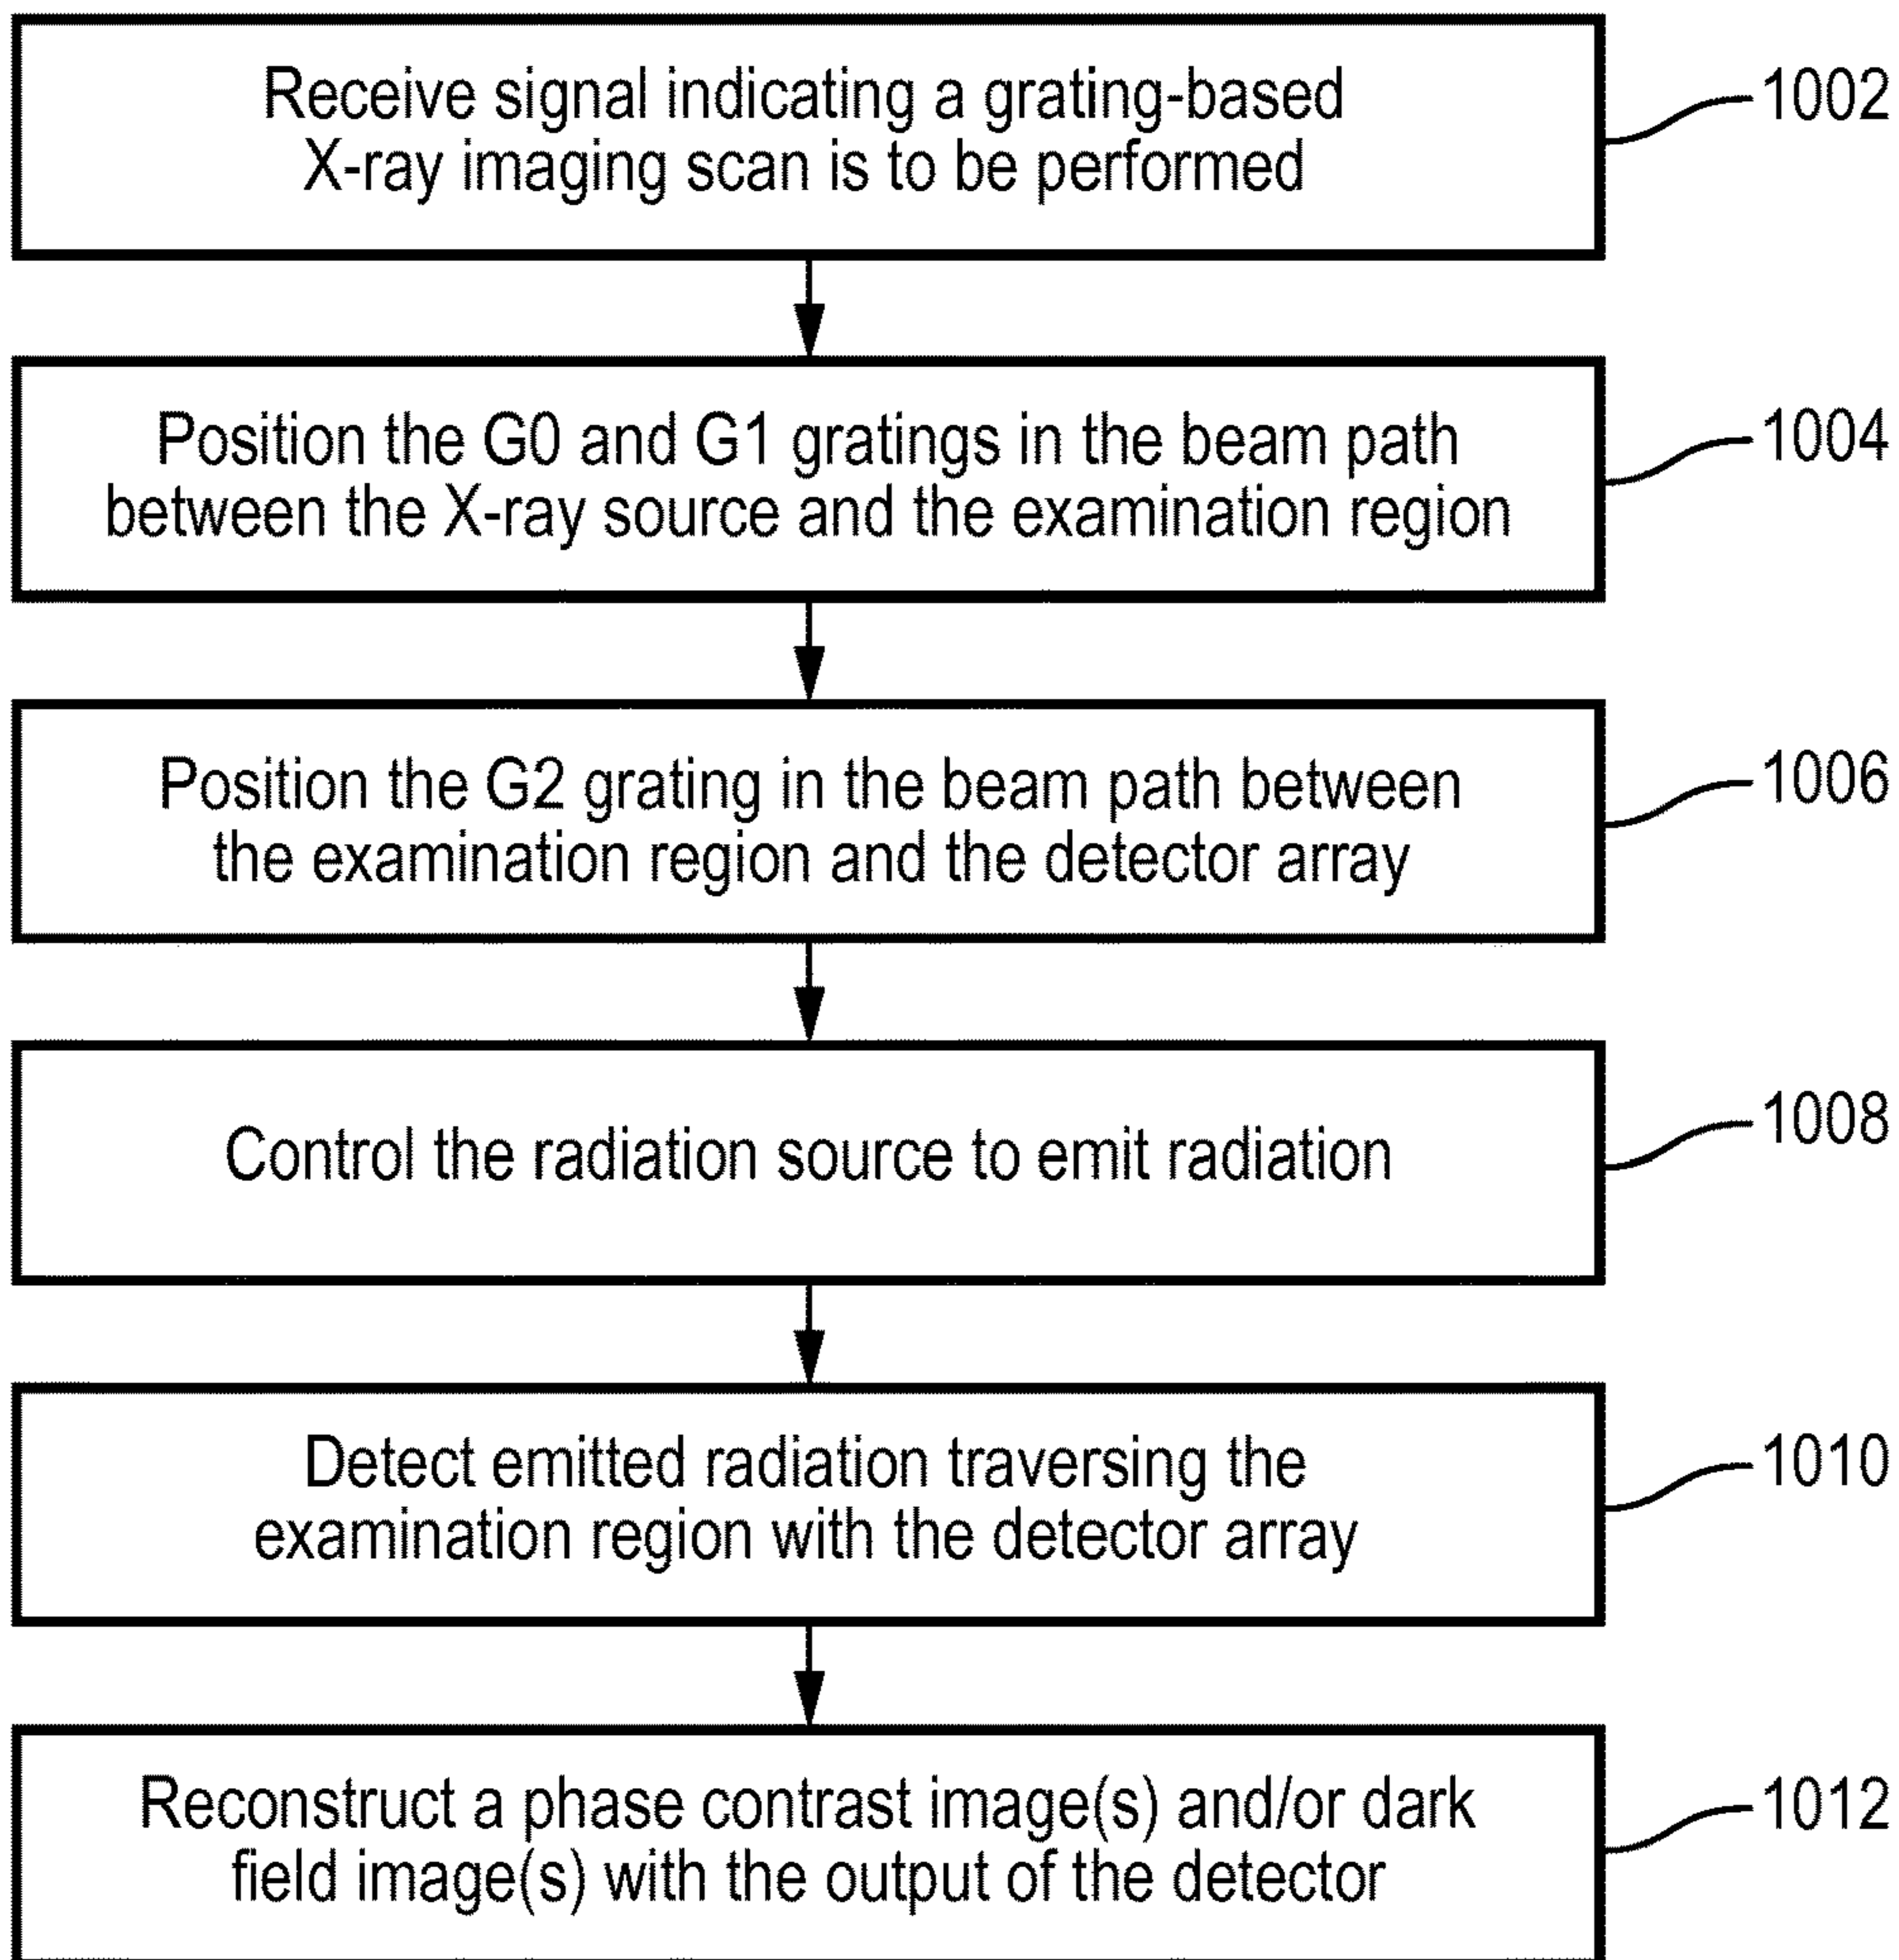 Receive signal indicating a grating-based
X-ray imaging scan is to be performed
1002
Position the G0 and G1 gratings in the beam path
between the X-ray source and the examination region
1004
Position the G2 grating in the beam path between
the examination region and the detector array
1006
Control the radiation source to emit radiation
1008
Detect emitted radiation traversing the
examination region with the detector array
1010
Reconstruct a phase contrast image(s) and/or dark
field image(s) with the output of the detector
1012